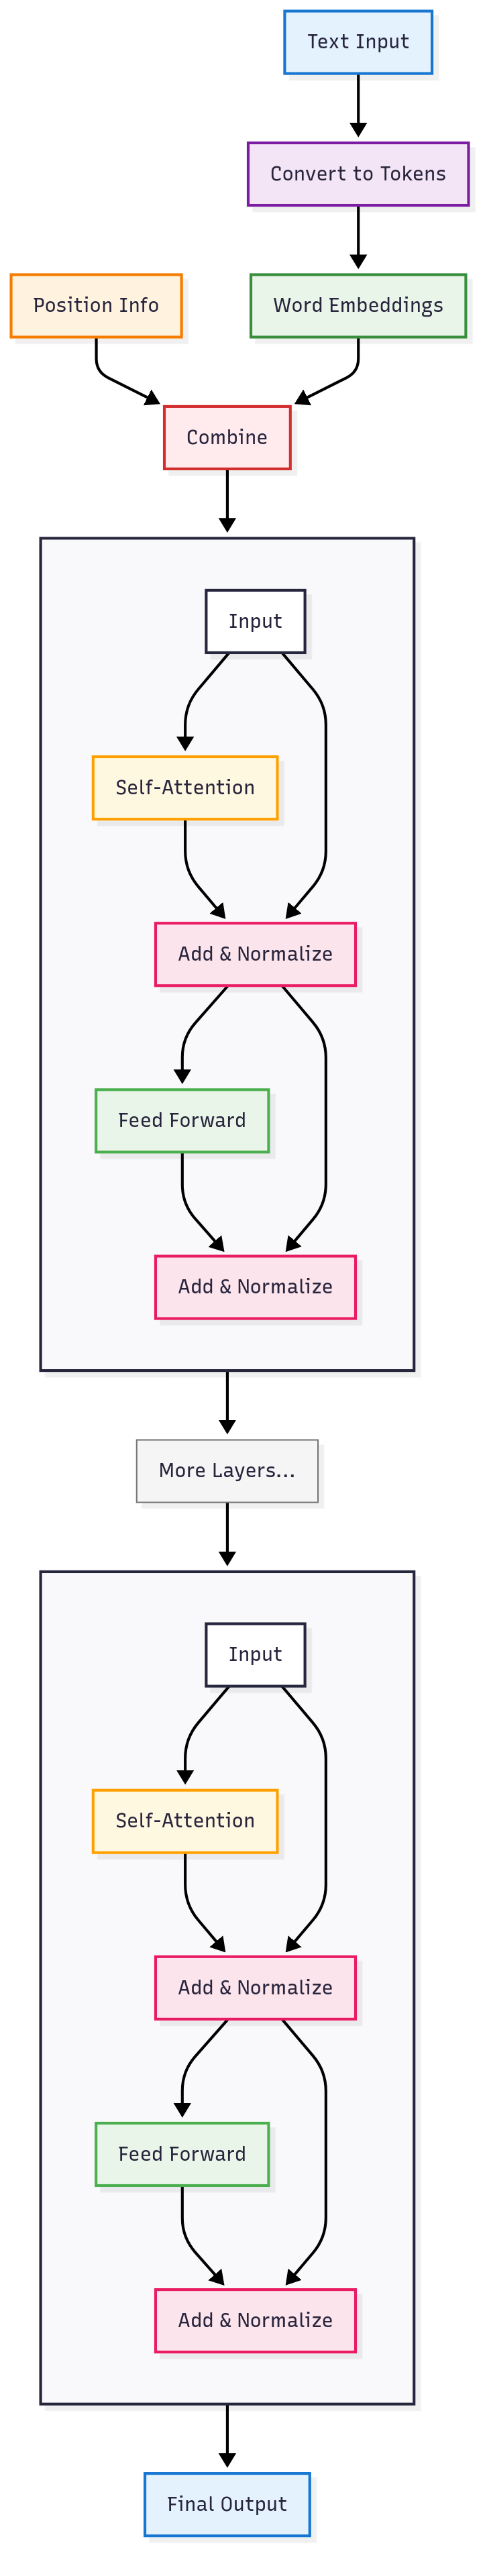 Text Input
Convert to Tokens
Position Info
Word Embeddings
Combine
Input
Self-Attention
Add & Normalize
Feed Forward
Add & Normalize
More Layers...
Input
Self-Attention
Add & Normalize
Feed Forward
Add & Normalize
Final Output